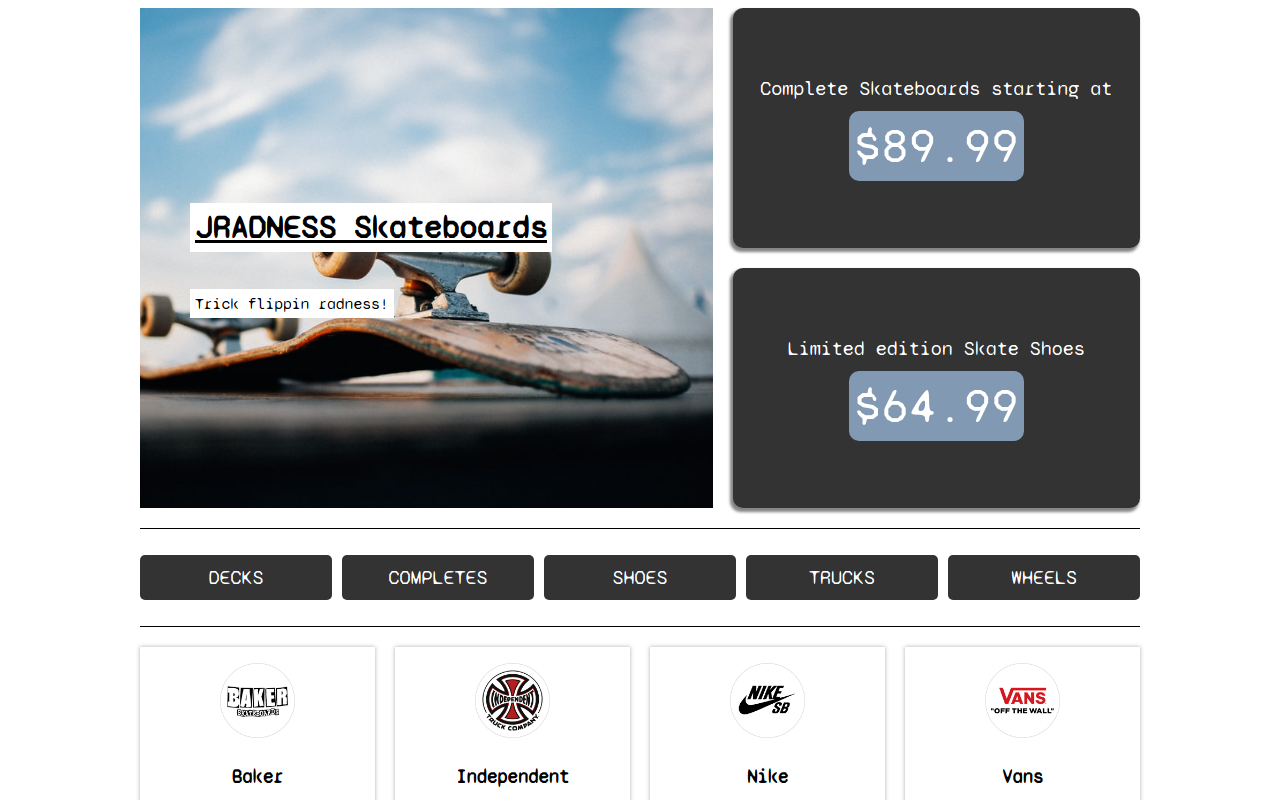 JRADNESS Skateboards
Trick flippin radness!
Complete Skateboards starting at
$89.99
Limited edition Skate Shoes
$64.99
DECKS
COMPLETES
SHOES
TRUCKS
WHEELS
BAKER
SKATEBOARDS
INDEPENDENT
TRUCK COMPANY
NIKE
SB
VANS
"OFF THE WALL"
Baker
Independent
Nike
Vans